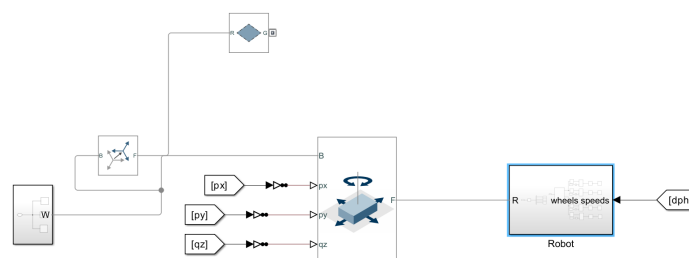 R G B
B F
B
[px] px
W
[py] py F R wheels speeds [dph
[qz] qz
Robot